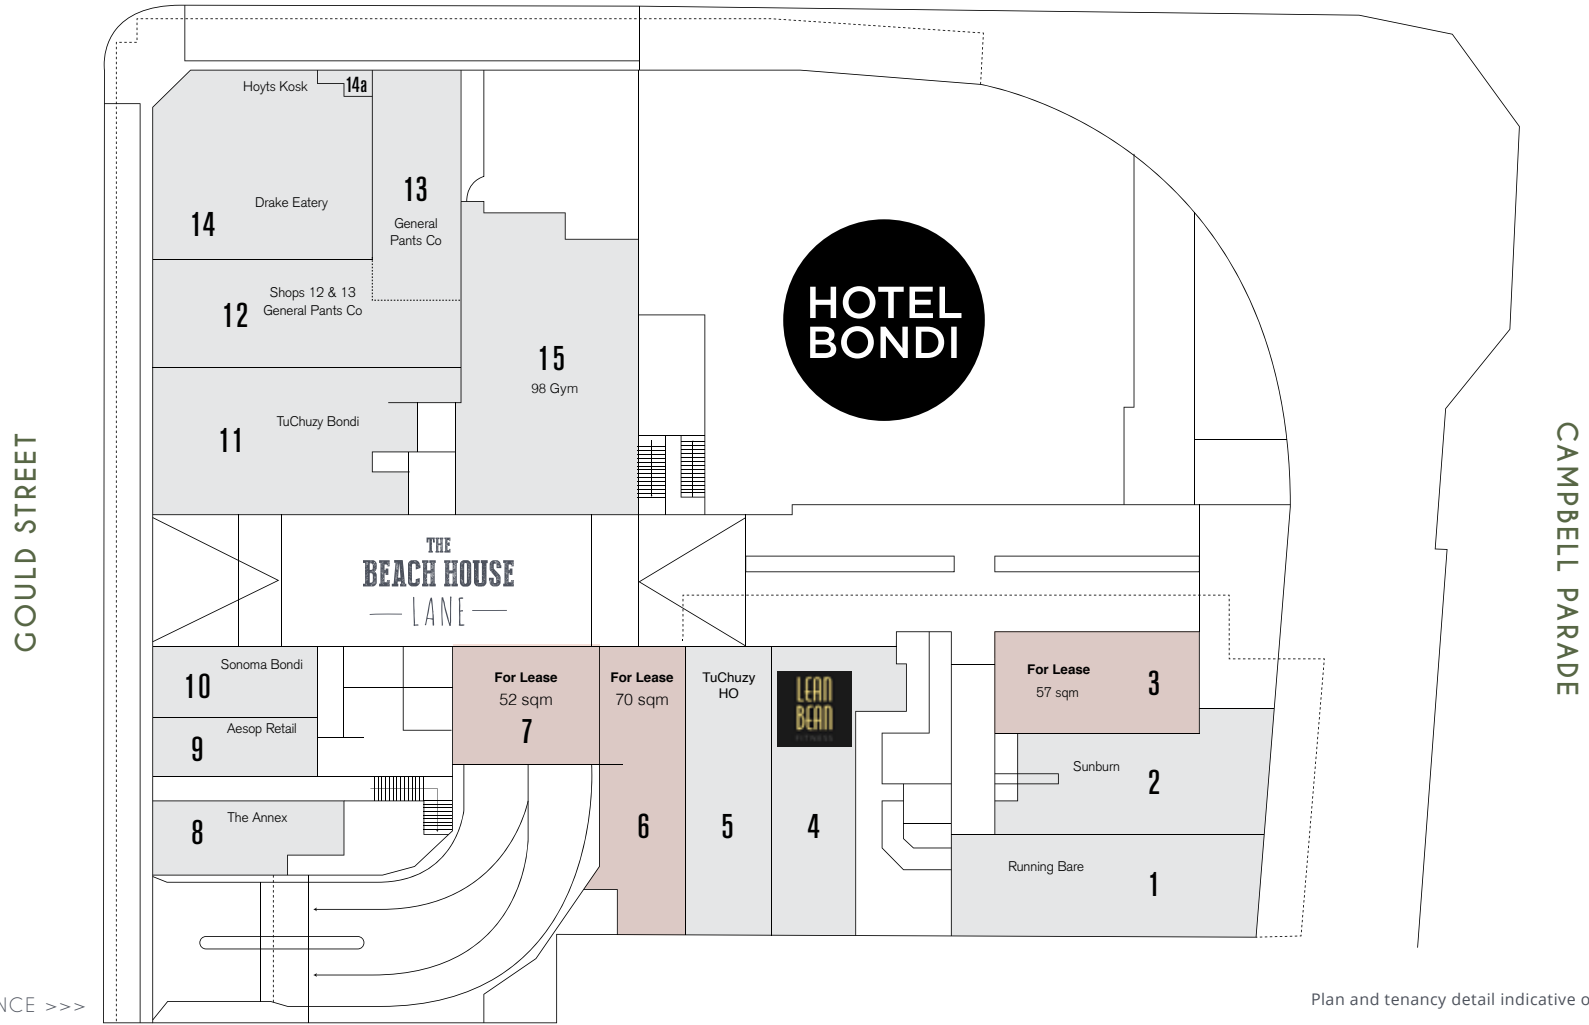 Hoyts Kosk
14a
13
General
Pants Co
Drake Eatery
14
Shops 12 & 13
General Pants Co
12
15
98 Gym
TuChuzy Bondi
11
HOTEL
BONDI
GOULD STREET
CAMPBELL PARADE
THE
BEACH HOUSE
LANE
Sonoma Bondi
10
Aesop Retail
9
The Annex
8
For Lease
52 sqm
7
For Lease
70 sqm
6
TuChuzy
HO
5
LEAN
BEAN
FITNESS
4
For Lease
57 sqm
3
Sunburn
2
Running Bare
1
NCE >>>
Plan and tenancy detail indicative o